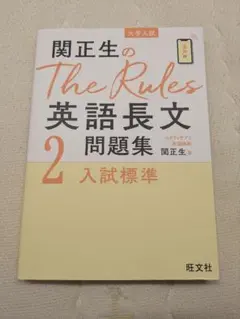 大学入試
関正生の
The Rules
英語長文
問題集
2
入試標準
関正生 著
旺文社